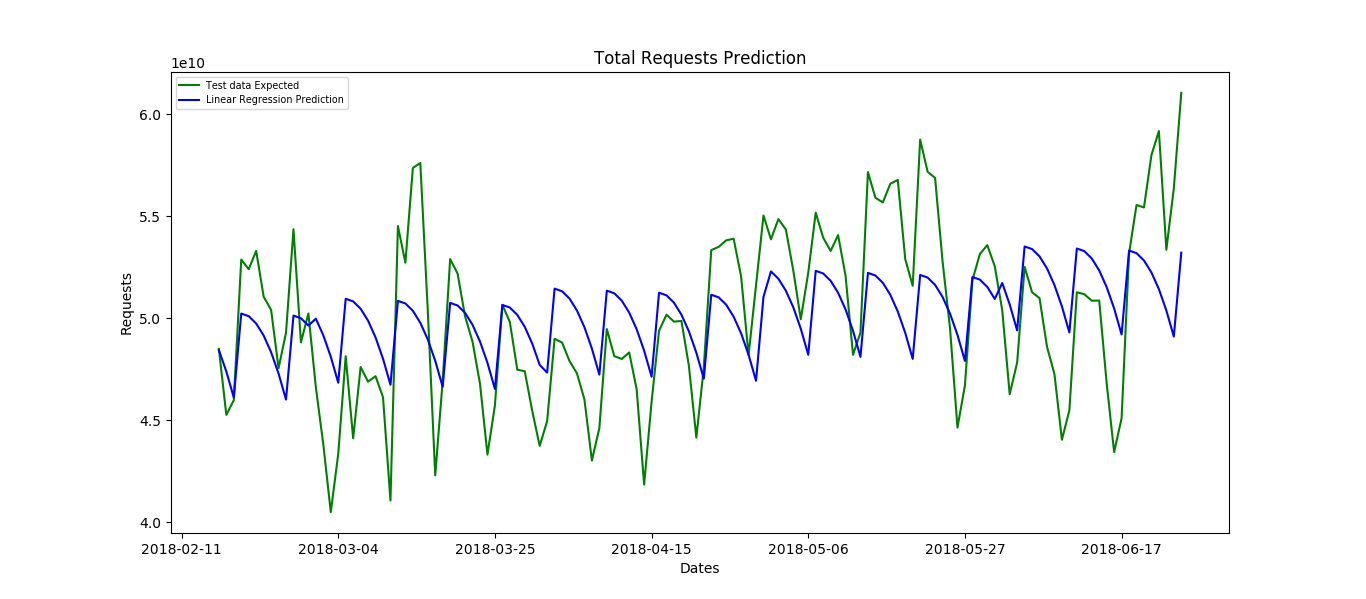 Total Requests Prediction
1e10
Test data Expected
Linear Regression Prediction
6.0
5.5
5.0
4.5
4.0
Requests
2018-02-11 2018-03-04 2018-03-25 2018-04-15 2018-05-06 2018-05-27 2018-06-17
Dates